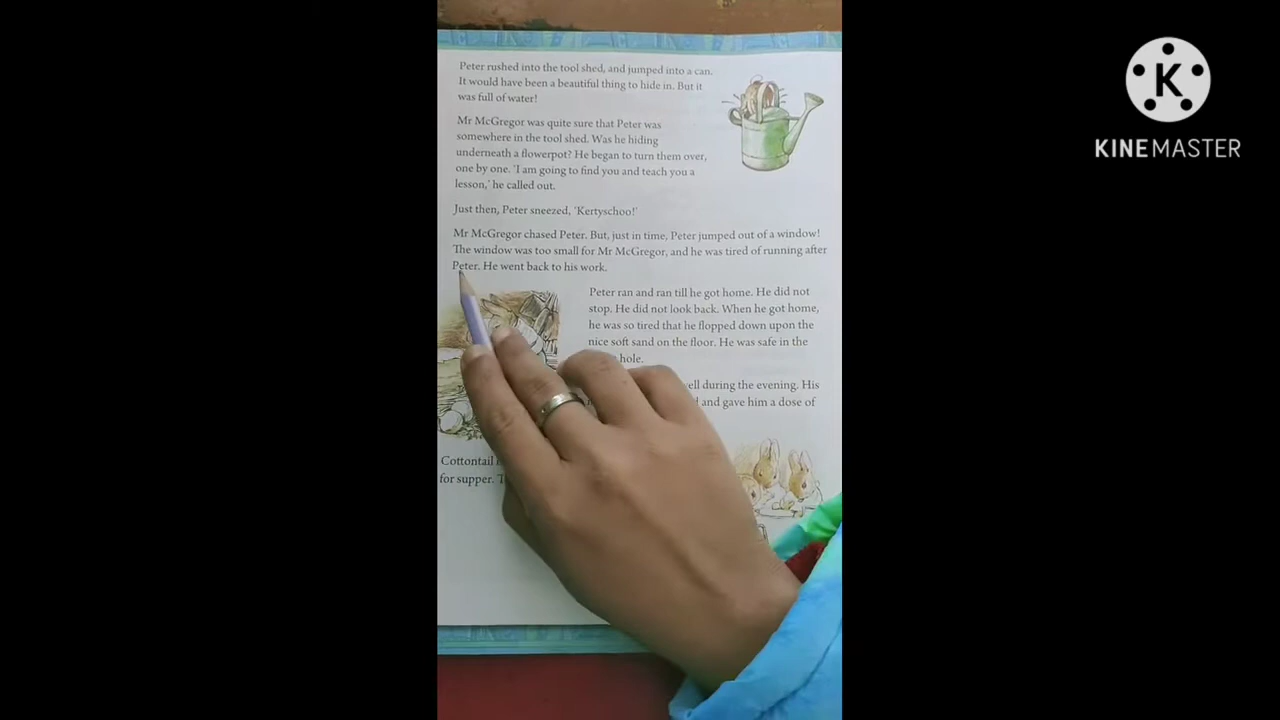 Peter rushed into the tool shed, and jumped into a can.
It would have been a beautiful thing to hide in. But it
was full of water!
Mr McGregor was quite sure that Peter was
somewhere in the tool shed. Was he hiding
underneath a flowerpot? He began to turn them over,
one by one. 'I am going to find you and teach you a
lesson,' he called out.
Just then, Peter sneezed, 'Kertyschoo!'
Mr McGregor chased Peter. But, just in time, Peter jumped out of a window!
The window was too small for Mr McGregor, and he was tired of running after
Peter. He went back to his work.
Peter ran and ran till he got home. He did not
stop. He did not look back. When he got home,
he was so tired that he flopped down upon the
nice soft sand on the floor. He was safe in the
hole.
during the evening. His
and gave him a dose of
Cottontail
for supper.
KINEMASTER